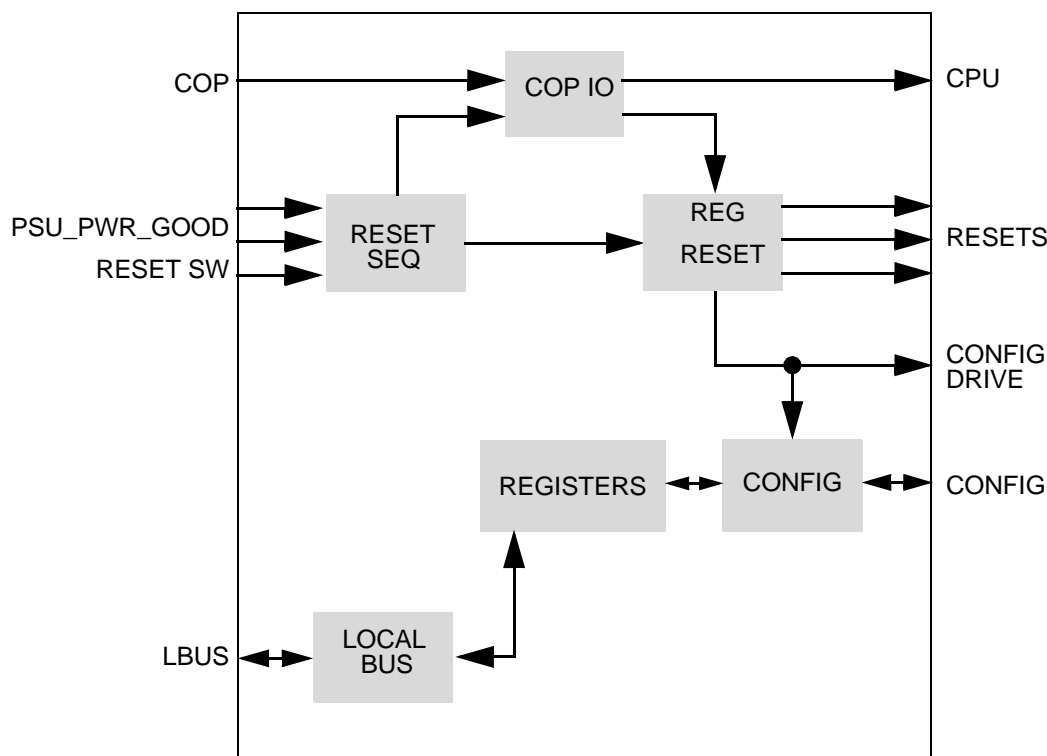 COP
COP IO
CPU
PSU_PWR_GOOD
RESET SW
RESET
SEQ
REG
RESET
RESETS
CONFIG
DRIVE
REGISTERS
CONFIG
CONFIG
LBUS
LOCAL
BUS